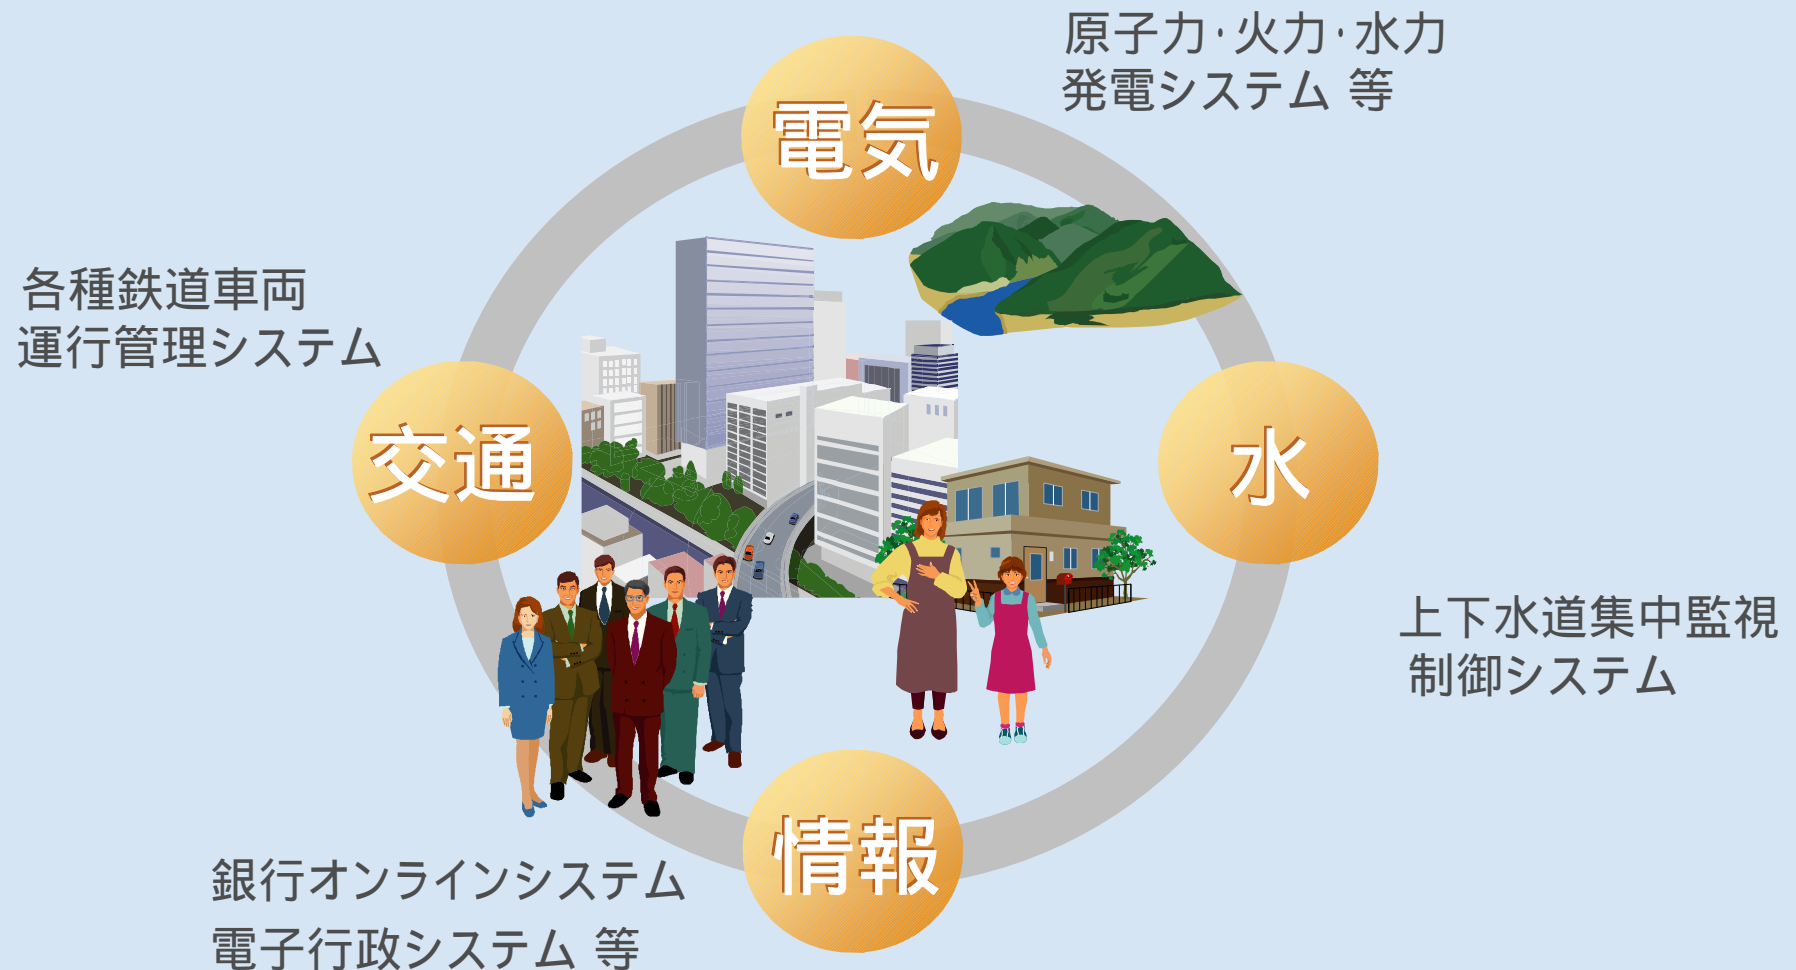 原子力・火力・水力
発電システム 等
電気
各種鉄道車両
運行管理システム
交通
水
上下水道集中監視
制御システム
情報
銀行オンラインシステム
電子行政システム 等